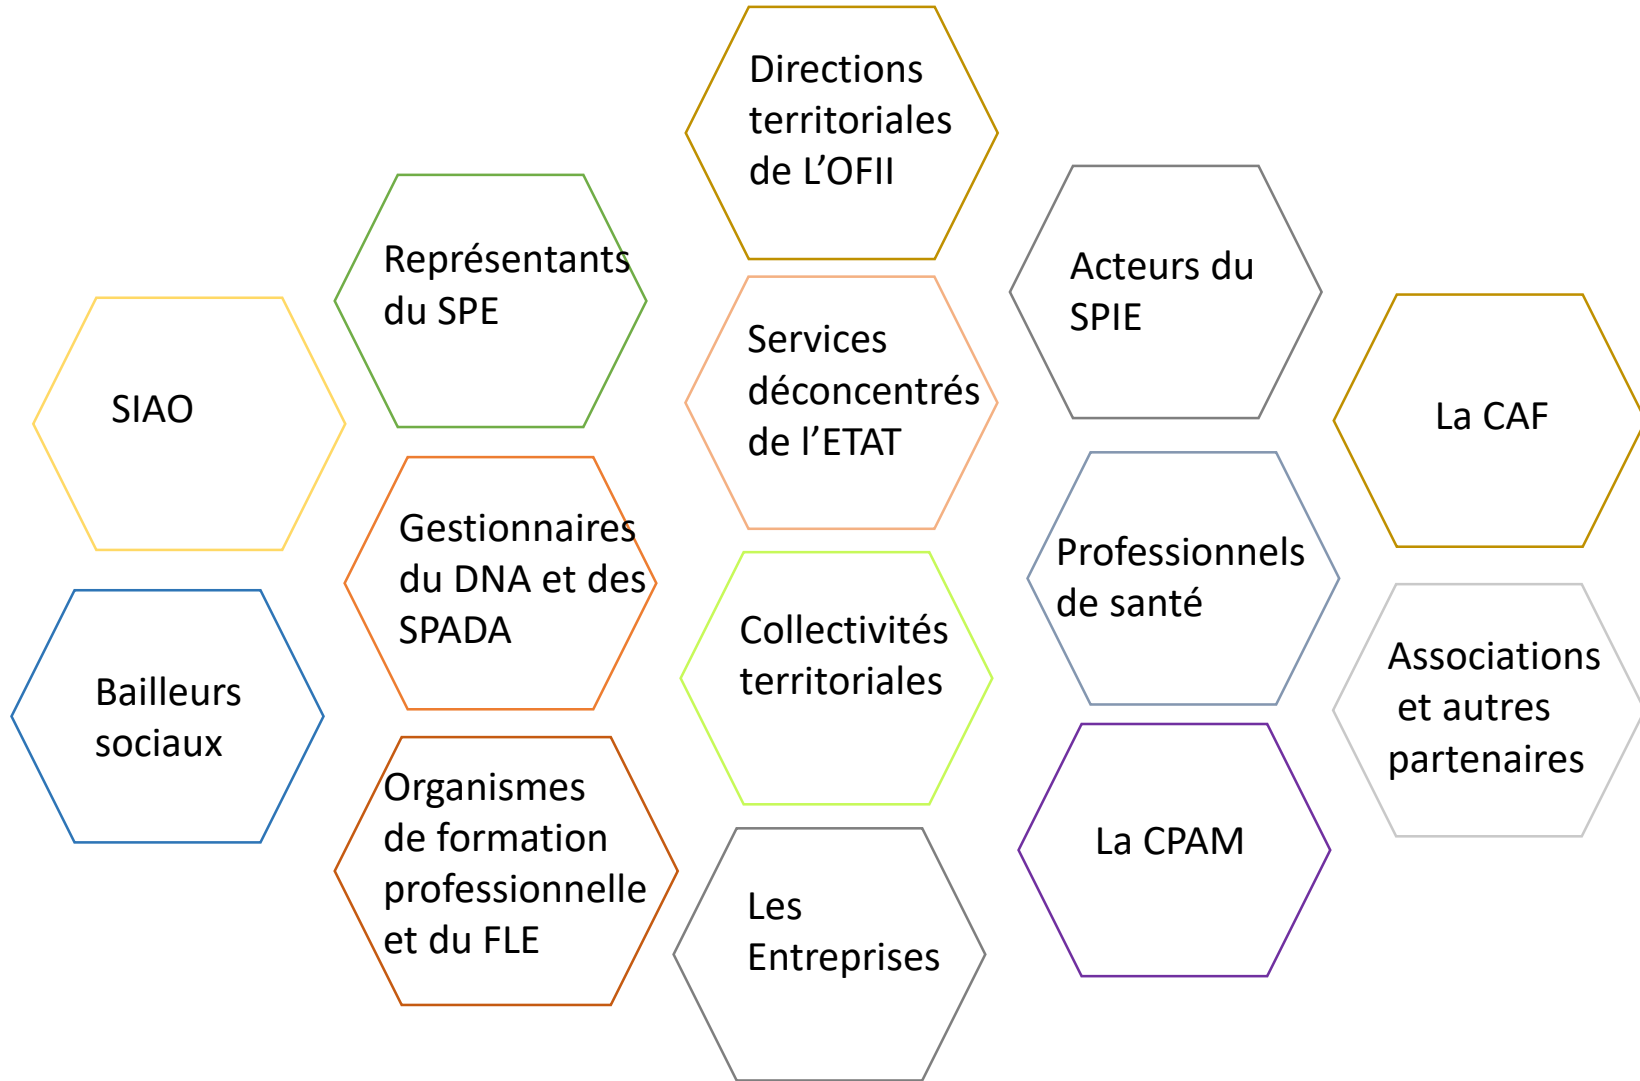 Directions
territoriales
de L'OFII
Représentants
du SPE
Acteurs du
SPIE
SIAO
Services
déconcentrés
de l'ETAT
La CAF
Gestionnaires
du DNA et des
SPADA
Professionnels
de santé
Bailleurs
sociaux
Collectivités
territoriales
Associations
et autres
partenaires
Organismes
de formation
professionnelle
et du FLE
La CPAM
Les
Entreprises